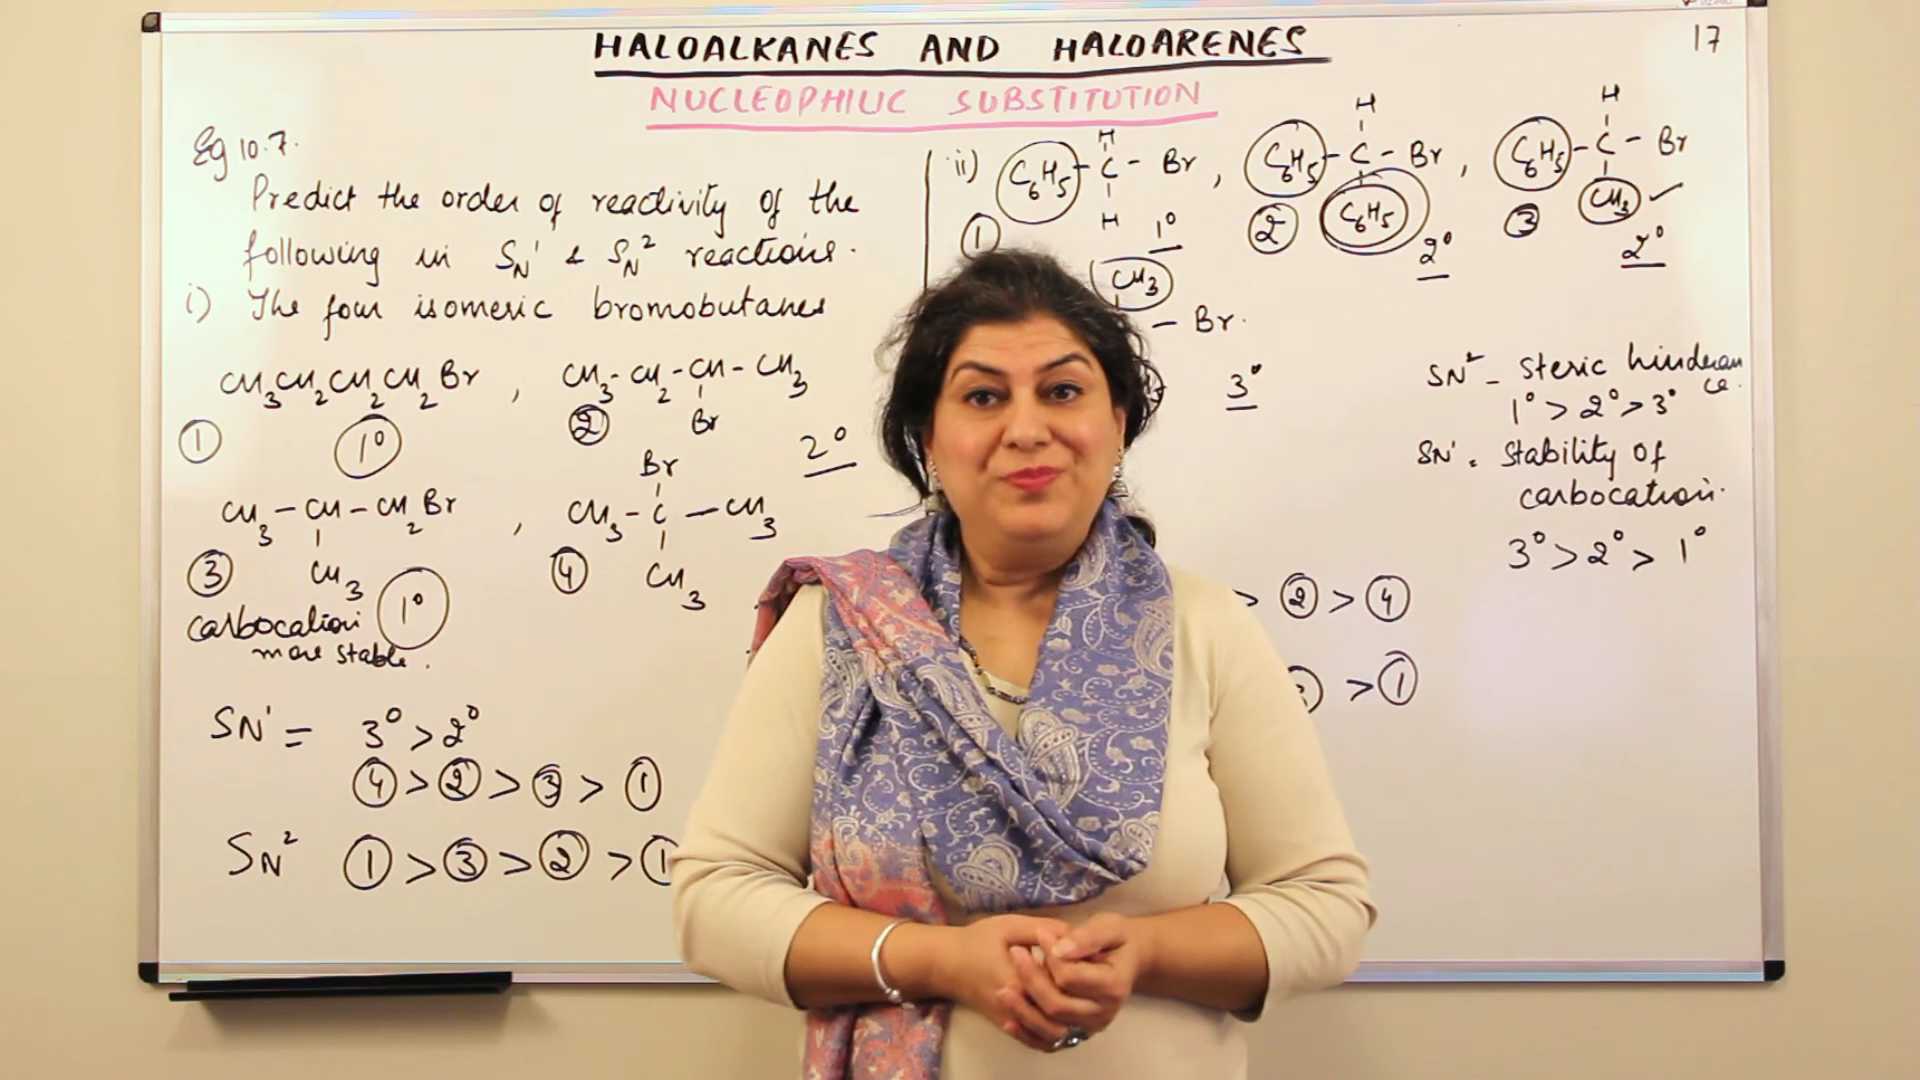 HALOALKANES AND HALOARENES
17
NUCLEOPHILIC SUBSTITUTION
Eg 10.7.
Predict the order of reactivity of the
following in SN1 & SN2 reactions.
i) The four isomeric bromobutanes
CH3CH2CH2CH2Br , CH3-CH2-CH-CH3
Br
① 1° ② 2°
Br
CH3-CH-CH2Br , CH3-C-CH3
CH3 CH3
③ 1° ④
carbocation
more stable.
SN1 = 3° > 2°
④ > ② > ③ > ①
SN2 ① > ③ > ② >
H H H
ii) C6H5-C-Br , C6H5-C-Br , C6H5-C-Br
H C6H5 CH3 ✓
① 1° ② 2° ③ 2°
CH3
-Br.
3°
SN2 - Steric hinderance.
1° > 2° > 3°
SN1. Stability of
carbocation.
3° > 2° > 1°
> ② > ④
> ①